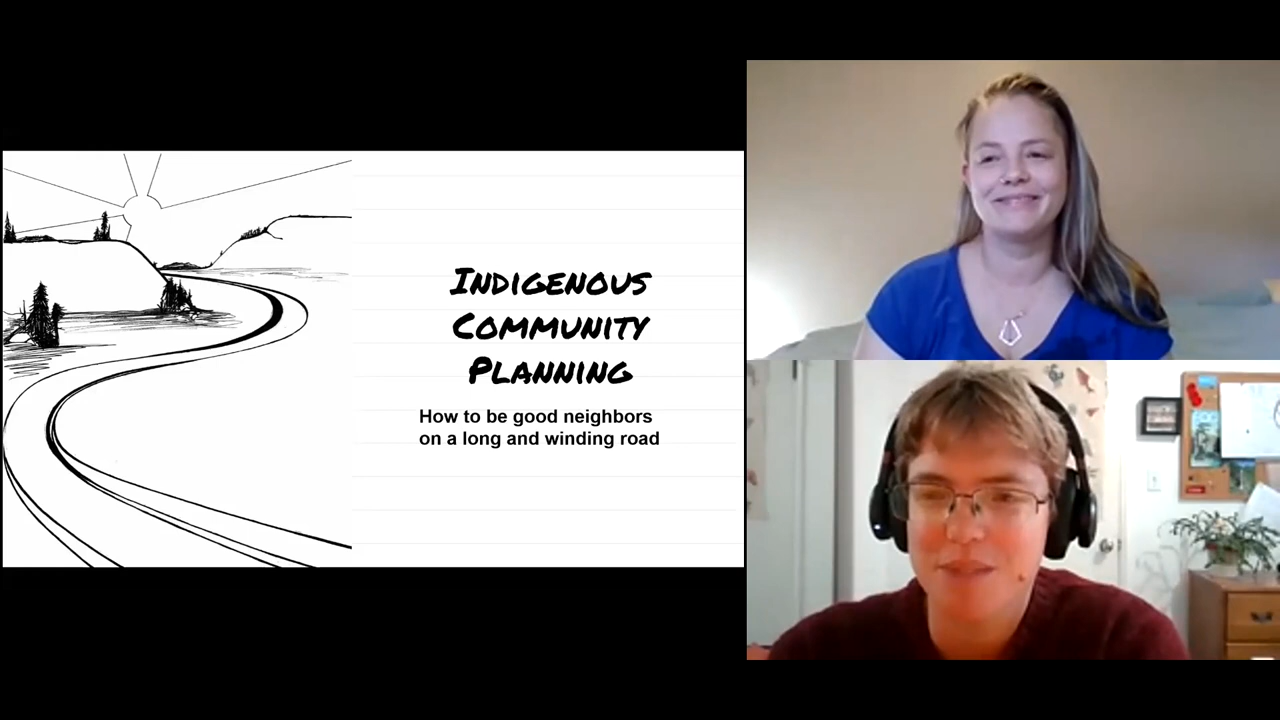 Indigenous
Community
Planning
How to be good neighbors
on a long and winding road